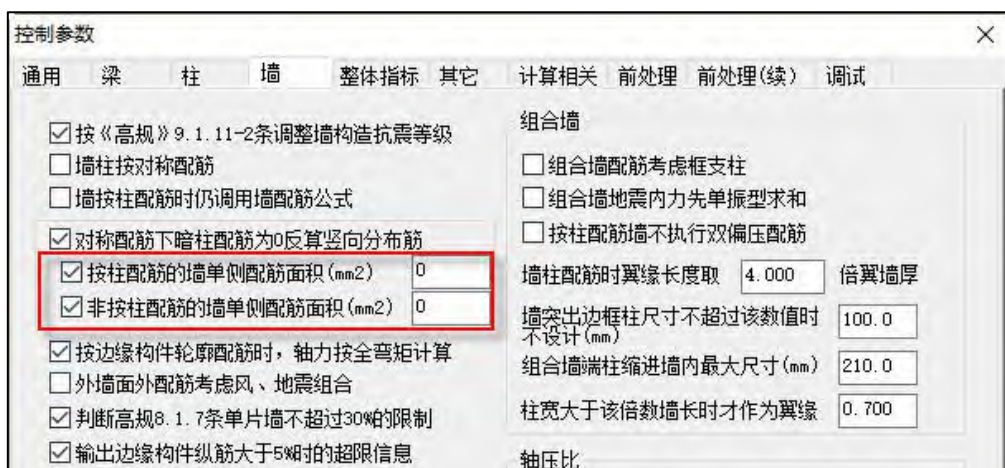 控制参数
通用 梁 柱 墙 整体指标 其它 计算相关 前处理 前处理(续) 调试
按《高规》9.1.11-2条调整墙构造抗震等级
墙柱按对称配筋
墙按柱配筋时仍调用墙配筋公式
对称配筋下暗柱配筋为0反算竖向分布筋
按柱配筋的墙单侧配筋面积(mm2) 0
非按柱配筋的墙单侧配筋面积(mm2) 0
按边缘构件轮廓配筋时，轴力按全弯矩计算
外墙面外配筋考虑风、地震组合
判断高规8.1.7条单片墙不超过30%的限制
输出边缘构件纵筋大于5%时的超限信息
组合墙
组合墙配筋考虑框支柱
组合墙地震内力先单振型求和
按柱配筋墙不执行双偏压配筋
墙柱配筋时翼缘长度取 4.000 倍翼墙厚
墙突出边框柱尺寸不超过该数值时
不设计(mm) 100.0
组合墙端柱缩进墙内最大尺寸(mm) 210.0
柱宽大于该倍数墙长时才作为翼缘 0.700
轴压比